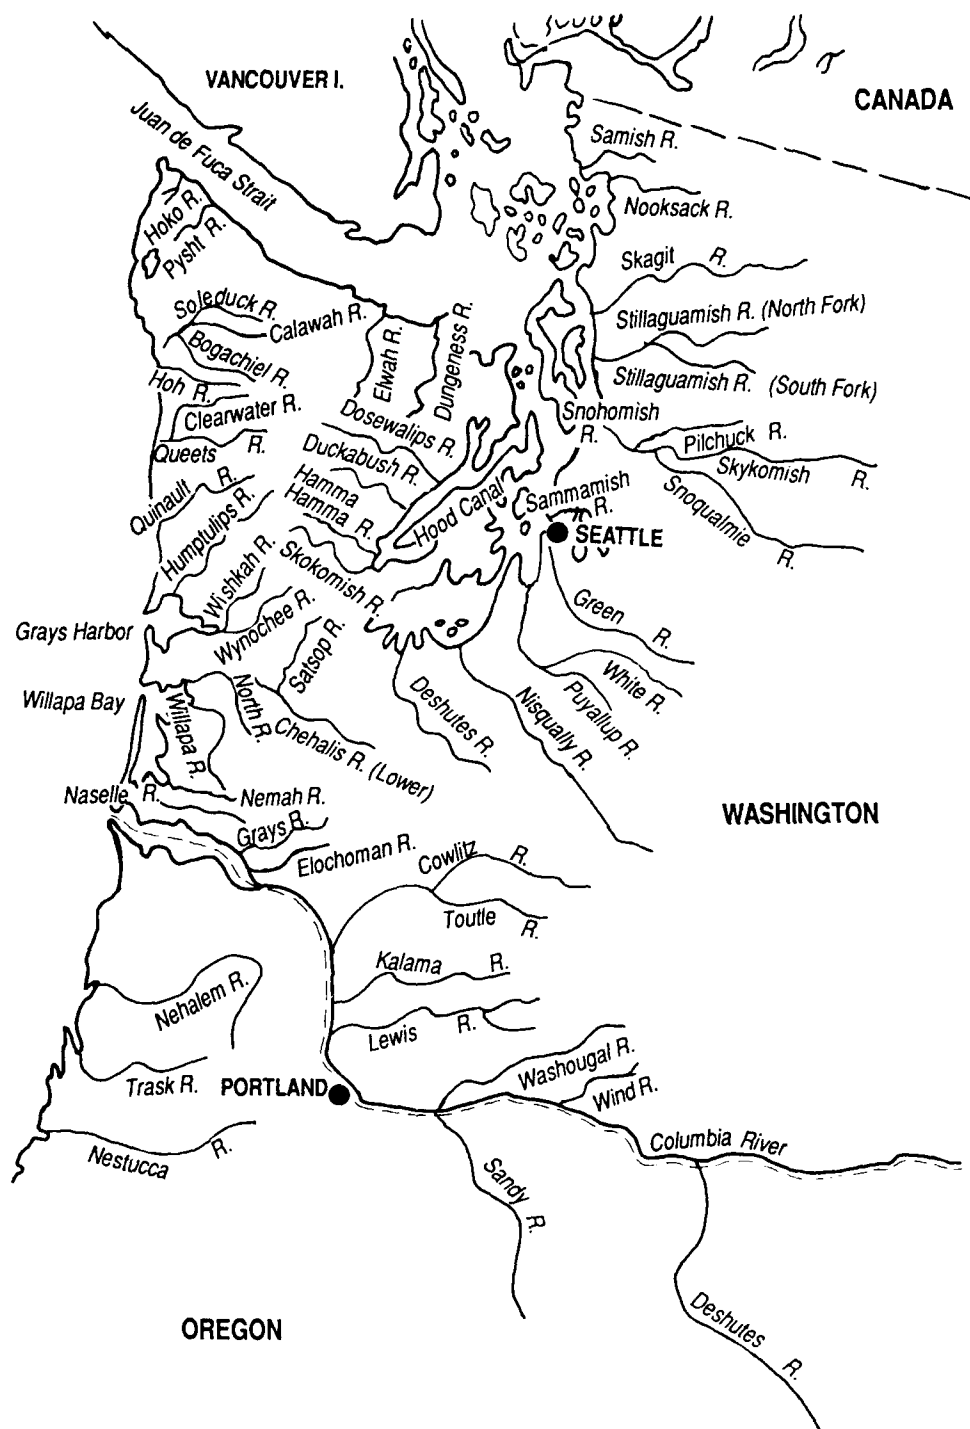 VANCOUVER I.
CANADA
Juan de Fuca Strait
Samish R.
Nooksack R.
Hoko R.
Pysht R.
Skagit R.
Soleduck R.
Calawah R.
Stillaguamish R. (North Fork)
Bogachiel R.
Elwah R.
Dungeness R.
Hoh R.
Stillaguamish R. (South Fork)
Clearwater R.
Dosewalips R.
Snohomish
R.
Queets R.
Duckabush R.
Pilchuck R.
Skykomish R.
Quinault R.
Hamma
Hamma R.
Hood Canal
Sammamish
R.
Snoqualmie R.
Humptulips R.
SEATTLE
Wishkah R.
Skokomish R.
Green R.
Grays Harbor
Wynochee R.
Satsop R.
White R.
Willapa Bay
Willapa R.
North R.
Chehalis R. (Lower)
Deshutes R.
Nisqually R.
Puyallup R.
Naselle R.
Nemah R.
WASHINGTON
Grays R.
Elochoman R.
Cowlitz R.
Toutle R.
Kalama R.
Nehalem R.
Lewis R.
Washougal R.
Trask R.
PORTLAND
Wind R.
Columbia River
Nestucca R.
Sandy R.
OREGON
Deshutes R.